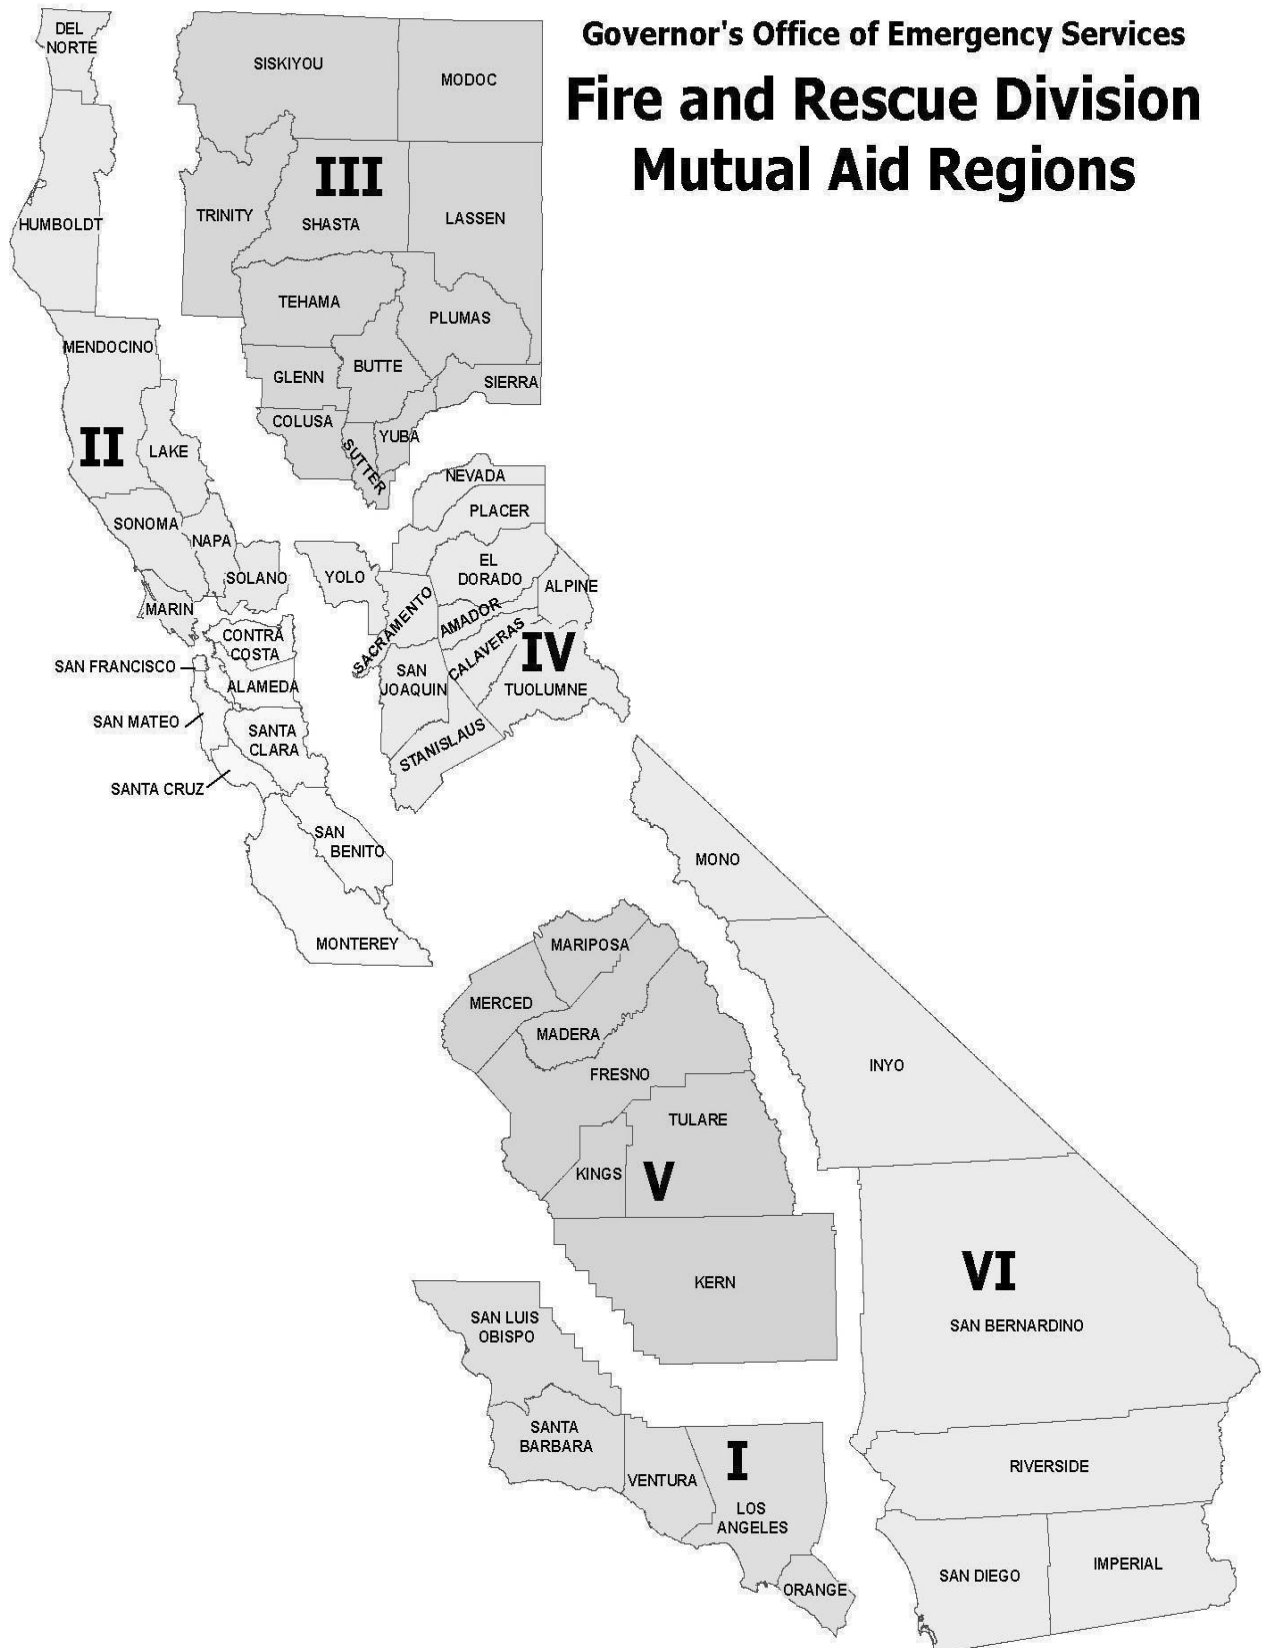 Governor's Office of Emergency Services
Fire and Rescue Division
Mutual Aid Regions
DEL
NORTE
HUMBOLDT
MENDOCINO
II
LAKE
SONOMA
NAPA
SOLANO
MARIN
CONTRA
COSTA
SAN FRANCISCO
ALAMEDA
SAN MATEO
SANTA
CLARA
SANTA CRUZ
SAN
BENITO
MONTEREY
SISKIYOU
MODOC
III
TRINITY
SHASTA
LASSEN
TEHAMA
PLUMAS
GLENN
BUTTE
SIERRA
COLUSA
SUTTER
YUBA
NEVADA
PLACER
YOLO
EL
DORADO
ALPINE
SACRAMENTO
AMADOR
CALAVERAS
IV
SAN
JOAQUIN
TUOLUMNE
STANISLAUS
MONO
INYO
MARIPOSA
MERCED
MADERA
FRESNO
TULARE
KINGS
V
KERN
VI
SAN BERNARDINO
RIVERSIDE
SAN DIEGO
IMPERIAL
SAN LUIS
OBISPO
SANTA
BARBARA
VENTURA
I
LOS
ANGELES
ORANGE